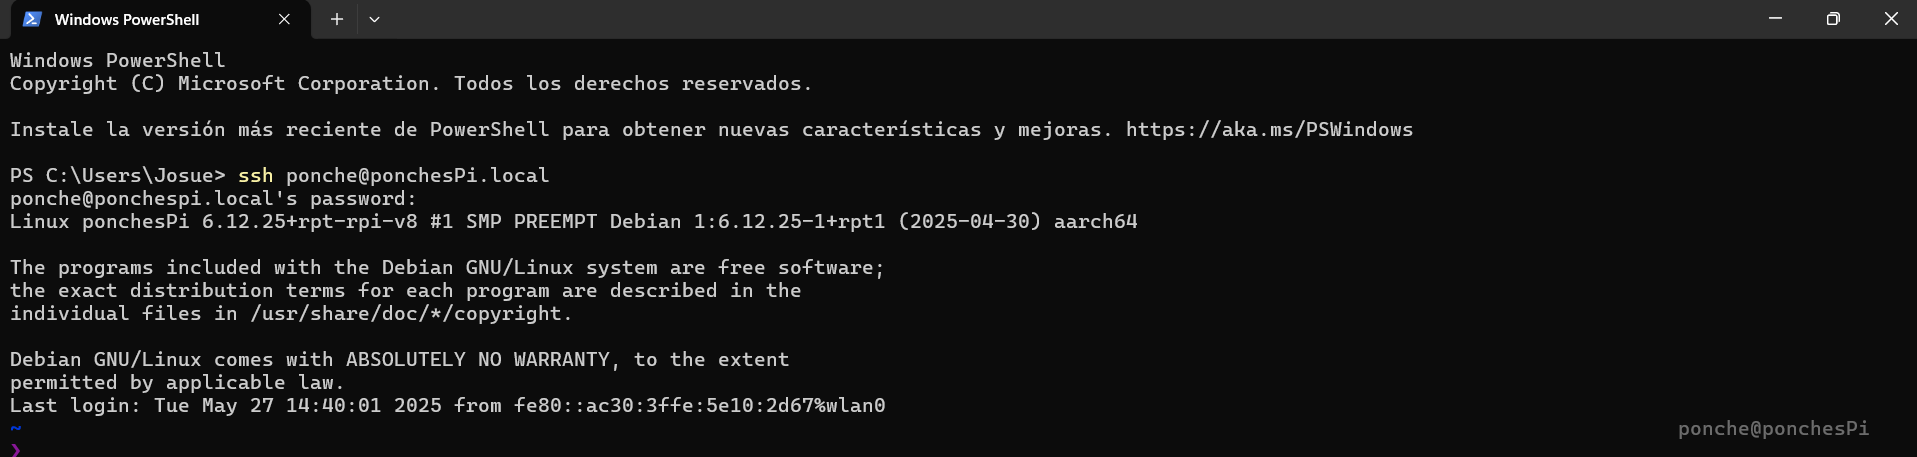 Windows PowerShell
Windows PowerShell
Copyright (C) Microsoft Corporation. Todos los derechos reservados.
Instale la versión más reciente de PowerShell para obtener nuevas características y mejoras. https://aka.ms/PSWindows
PS C:\Users\Josue> ssh ponche@ponchesPi.local
ponche@ponchespi.local's password:
Linux ponchesPi 6.12.25+rpt-rpi-v8 #1 SMP PREEMPT Debian 1:6.12.25-1+rpt1 (2025-04-30) aarch64
The programs included with the Debian GNU/Linux system are free software;
the exact distribution terms for each program are described in the
individual files in /usr/share/doc/*/copyright.
Debian GNU/Linux comes with ABSOLUTELY NO WARRANTY, to the extent
permitted by applicable law.
Last login: Tue May 27 14:40:01 2025 from fe80::ac30:3ffe:5e10:2d67%wlan0
~ ponche@ponchesPi
❯